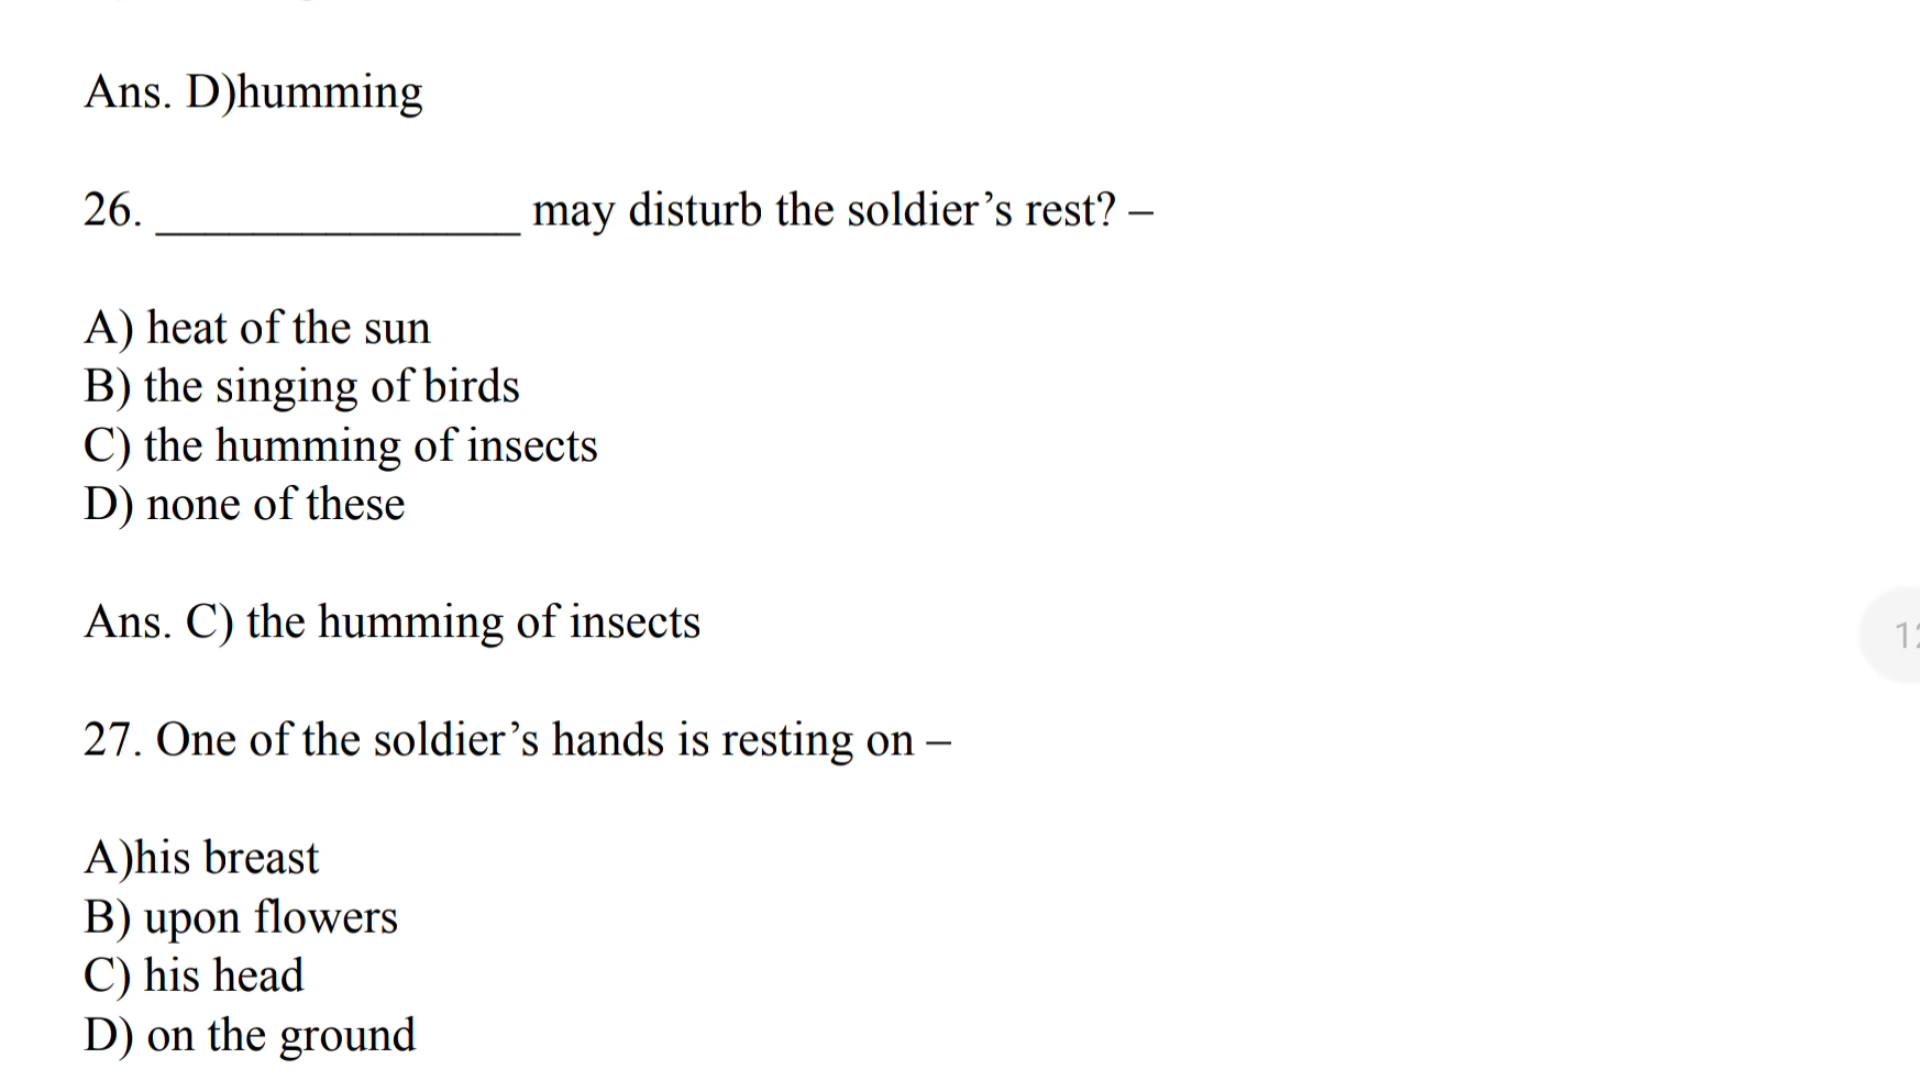 Ans. D)humming
26. _______________ may disturb the soldier’s rest? –
A) heat of the sun
B) the singing of birds
C) the humming of insects
D) none of these
Ans. C) the humming of insects
27. One of the soldier’s hands is resting on –
A)his breast
B) upon flowers
C) his head
D) on the ground